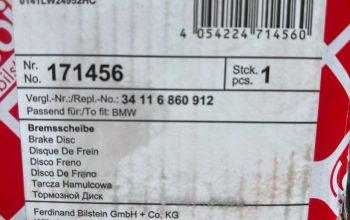 0141LW24952HC
4 054224 714560
Nr.
No. 171456
Stck.
pcs. 1
Vergl.-Nr.:/Repl.-No.: 34 11 6 860 912
Passend für:/To fit: BMW
Bremsscheibe
Brake Disc
Disque De Frein
Disco Freno
Disco De Freno
Tarcza Hamulcowa
Тормозной Диск
Ferdinand Bilstein GmbH + Co. KG